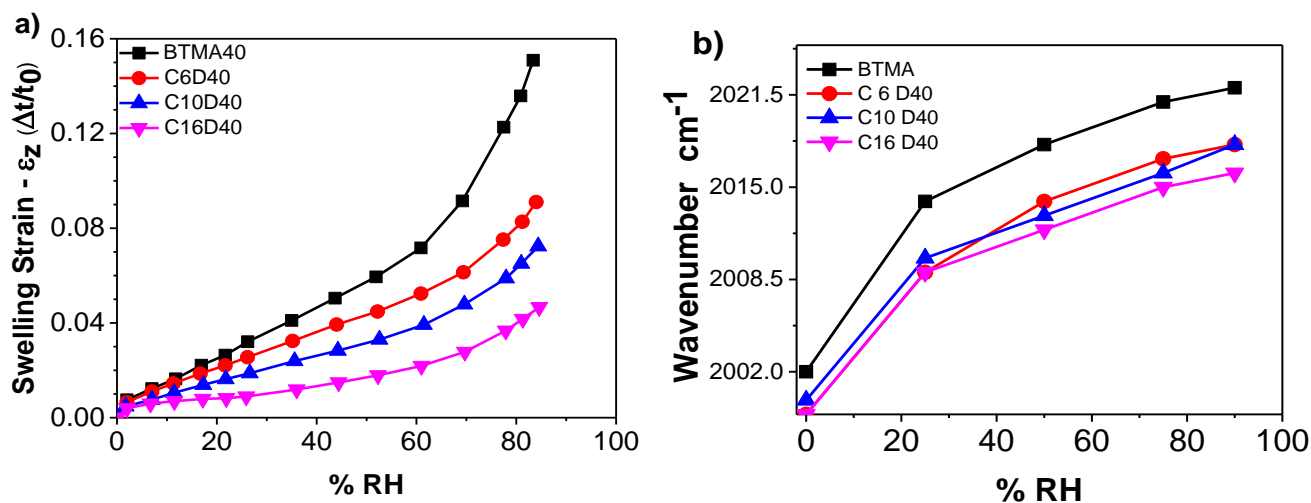 a)
Swelling Strain - εz (Δt/t0)
0.16
0.12
0.08
0.04
0.00
BTMA40
C6D40
C10D40
C16D40
0 20 40 60 80 100
% RH
b)
Wavenumber cm-1
2021.5
2015.0
2008.5
2002.0
BTMA
C 6 D40
C10 D40
C16 D40
0 20 40 60 80 100
% RH